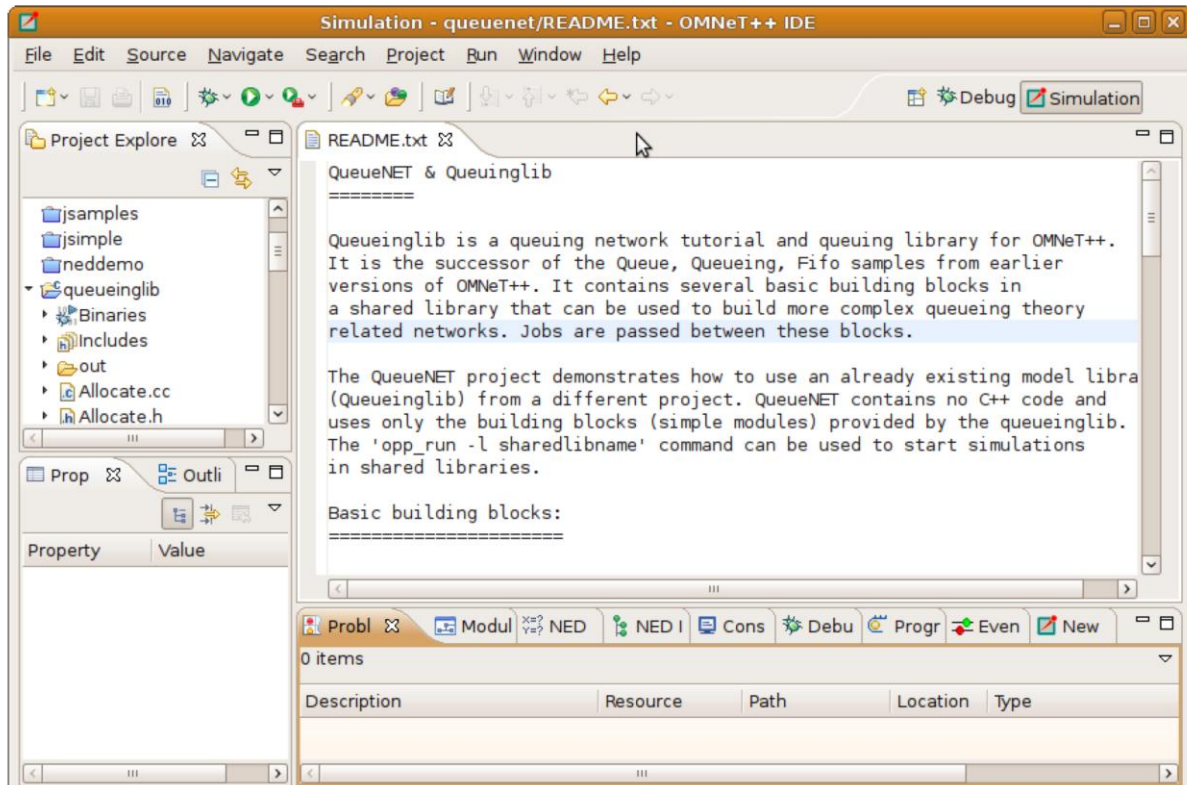 Simulation - queuenet/README.txt - OMNeT++ IDE
File Edit Source Navigate Search Project Run Window Help
010
Debug Simulation
Project Explore
jsamples
jsimple
neddemo
queueinglib
Binaries
Includes
out
Allocate.cc
Allocate.h
README.txt
QueueNET & Queuinglib
========
Queueinglib is a queuing network tutorial and queuing library for OMNeT++.
It is the successor of the Queue, Queueing, Fifo samples from earlier
versions of OMNeT++. It contains several basic building blocks in
a shared library that can be used to build more complex queueing theory
related networks. Jobs are passed between these blocks.
The QueueNET project demonstrates how to use an already existing model libra
(Queueinglib) from a different project. QueueNET contains no C++ code and
uses only the building blocks (simple modules) provided by the queueinglib.
The 'opp_run -l sharedlibname' command can be used to start simulations
in shared libraries.
Basic building blocks:
======================
Prop Outli
Property Value
Probl Modul NED NED I Cons Debu Progr Even New
0 items
Description Resource Path Location Type